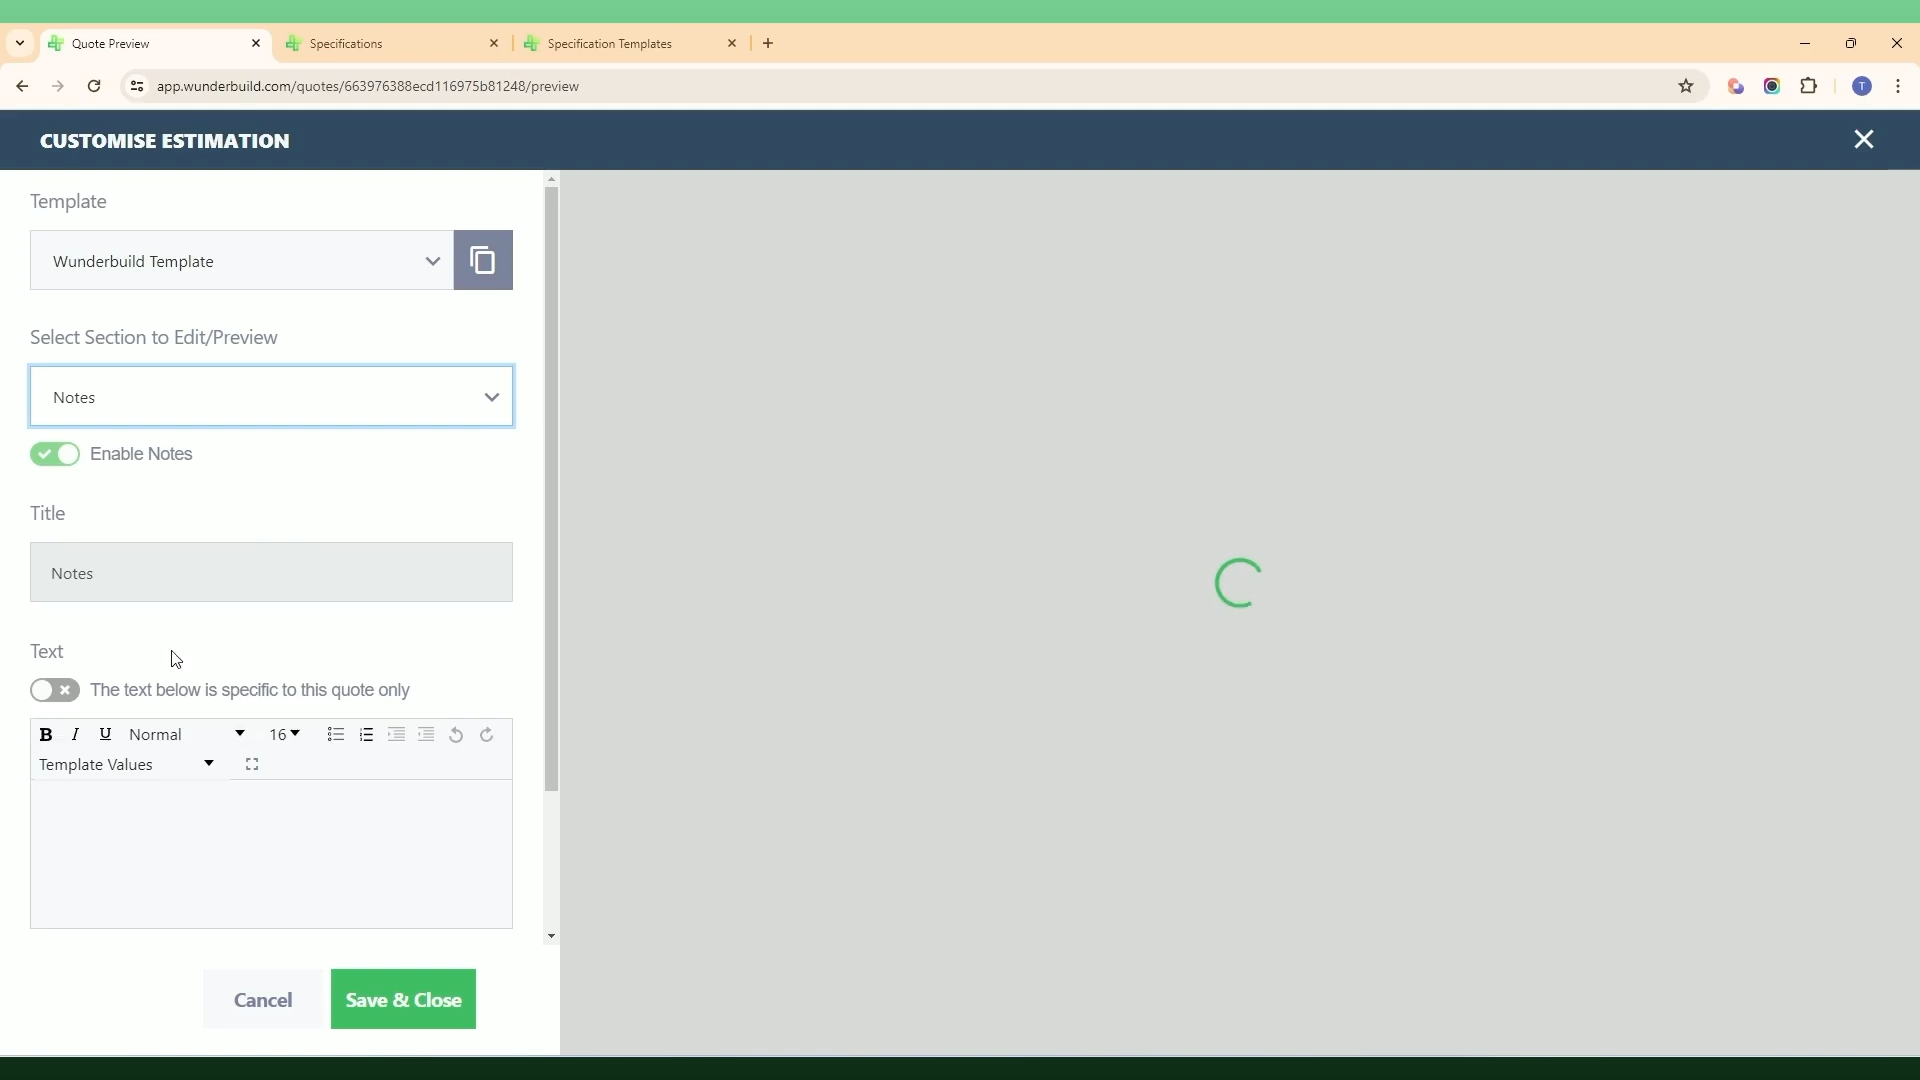 Quote Preview
Specifications
Specification Templates
app.wunderbuild.com/quotes/663976388ecd116975b81248/preview
T
CUSTOMISE ESTIMATION
Template
Wunderbuild Template
Select Section to Edit/Preview
Notes
Enable Notes
Title
Notes
Text
The text below is specific to this quote only
B I U Normal 16
Template Values
Cancel
Save & Close